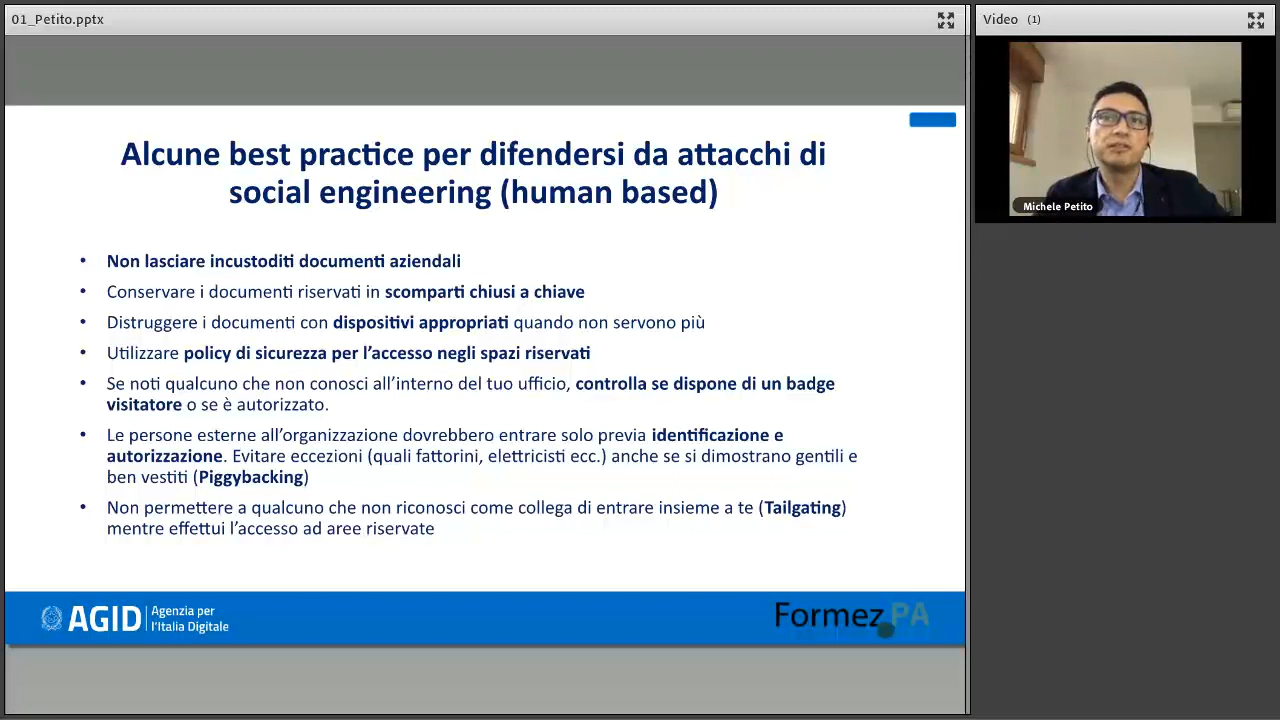 01_Petito.pptx
Video (1)
Alcune best practice per difendersi da attacchi di
social engineering (human based)
• Non lasciare incustoditi documenti aziendali
• Conservare i documenti riservati in scomparti chiusi a chiave
• Distruggere i documenti con dispositivi appropriati quando non servono più
• Utilizzare policy di sicurezza per l’accesso negli spazi riservati
• Se noti qualcuno che non conosci all’interno del tuo ufficio, controlla se dispone di un badge
visitatore o se è autorizzato.
• Le persone esterne all’organizzazione dovrebbero entrare solo previa identificazione e
autorizzazione. Evitare eccezioni (quali fattorini, elettricisti ecc.) anche se si dimostrano gentili e
ben vestiti (Piggybacking)
• Non permettere a qualcuno che non riconosci come collega di entrare insieme a te (Tailgating)
mentre effettui l’accesso ad aree riservate
Michele Petito
AGID Agenzia per
l’Italia Digitale
Formez PA